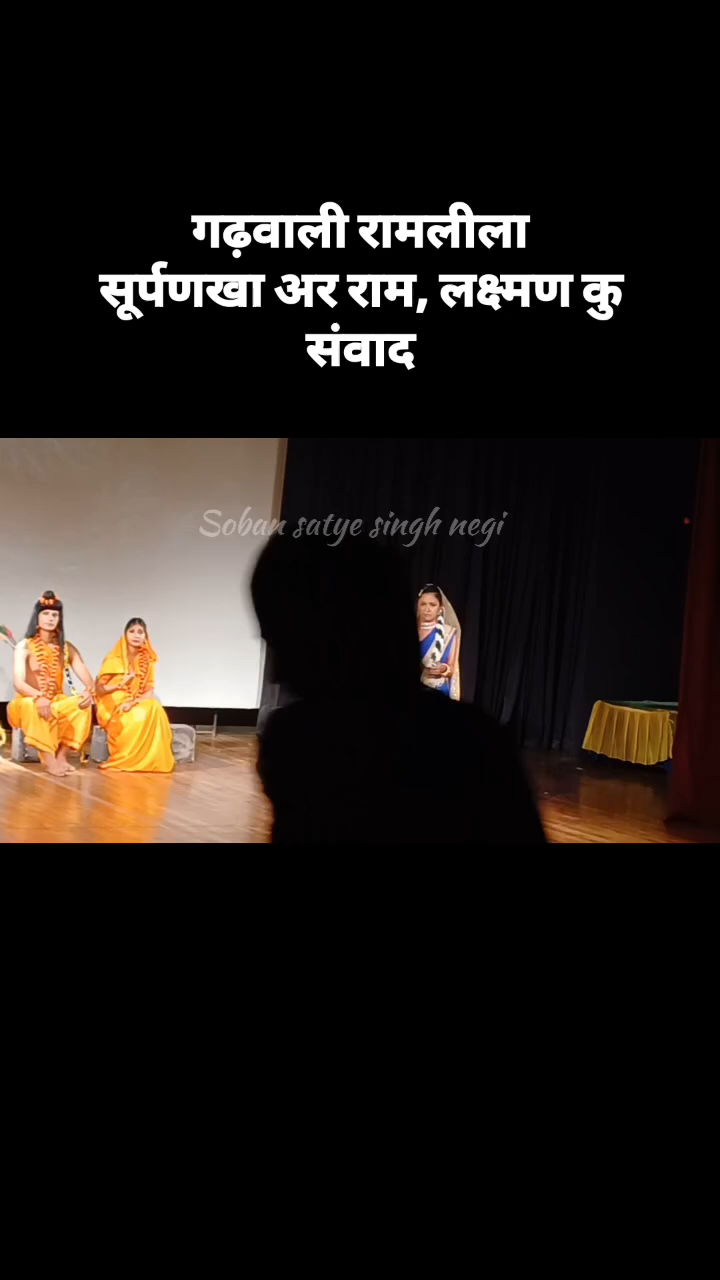 गढ़वाली रामलीला
सूर्पणखा अर राम, लक्ष्मण कु
संवाद
Soban satye singh negi